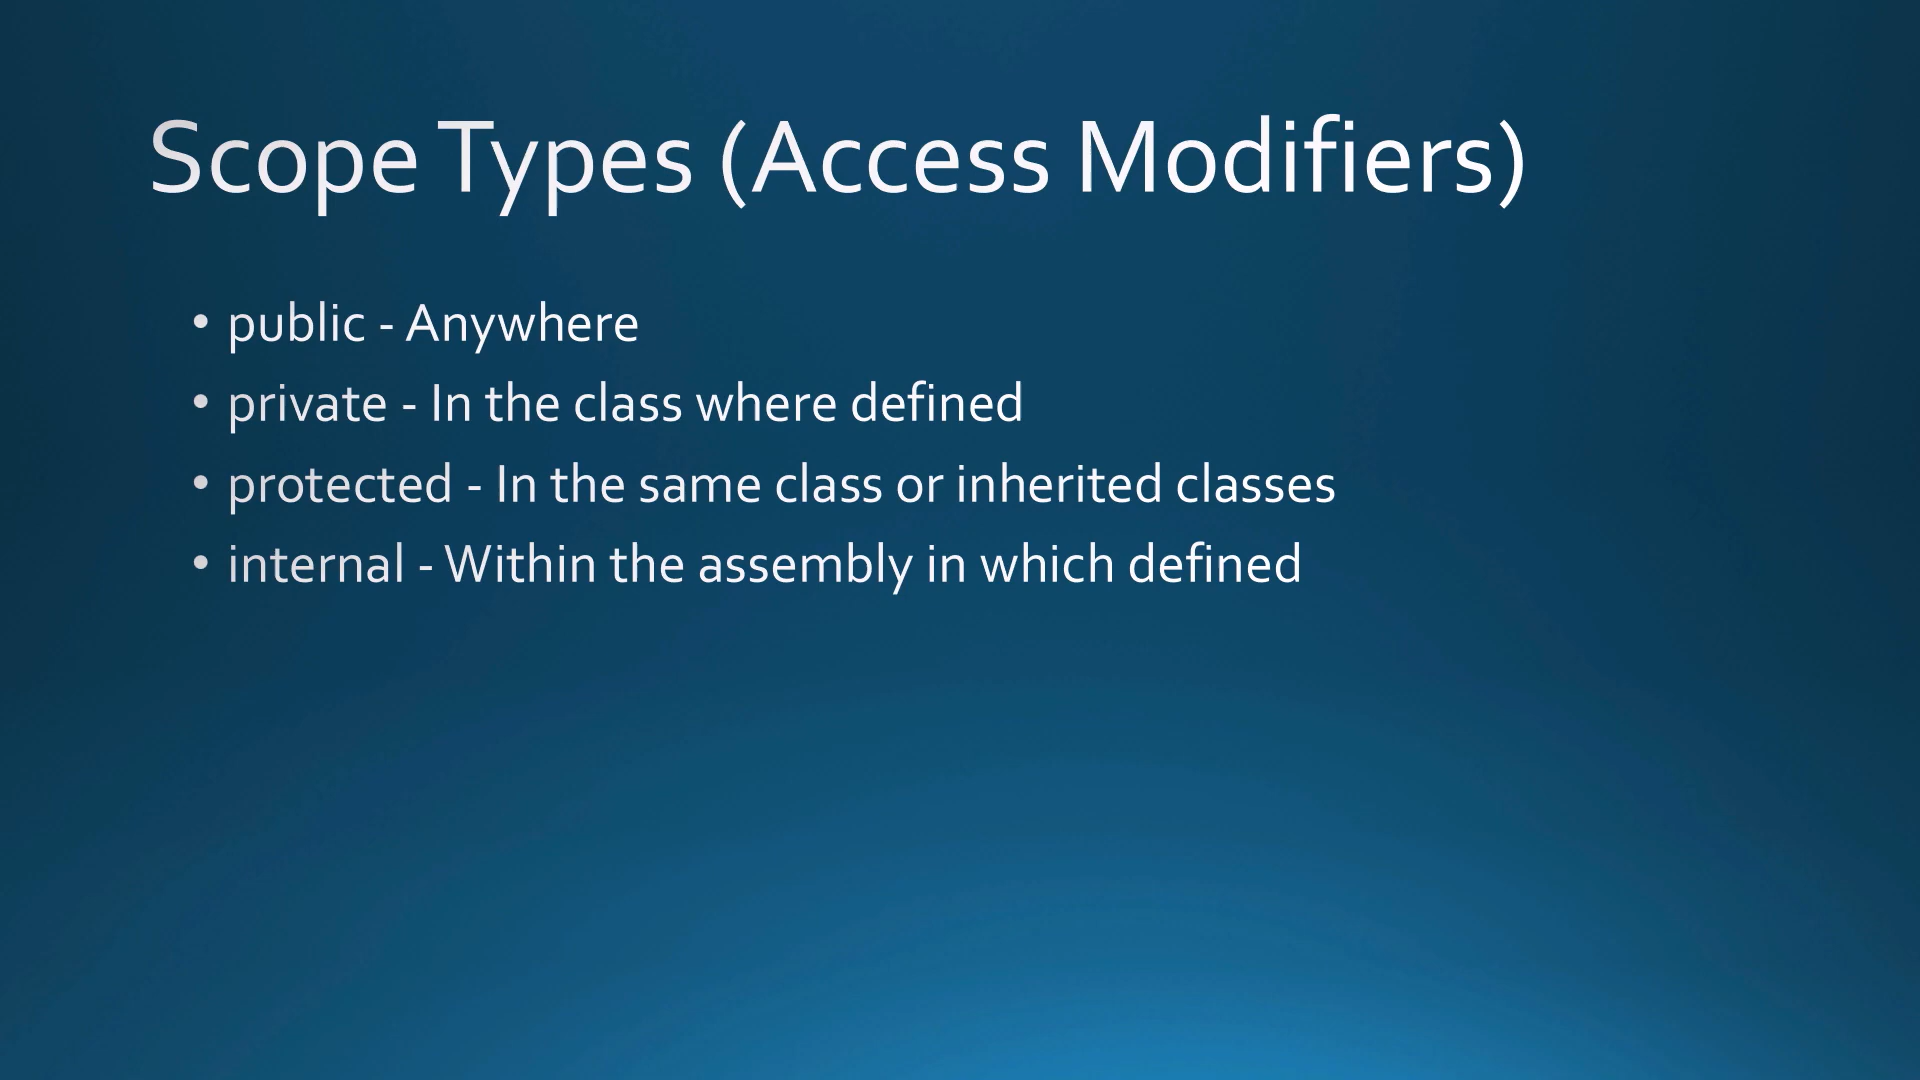 Scope Types (Access Modifiers)
• public - Anywhere
• private - In the class where defined
• protected - In the same class or inherited classes
• internal - Within the assembly in which defined